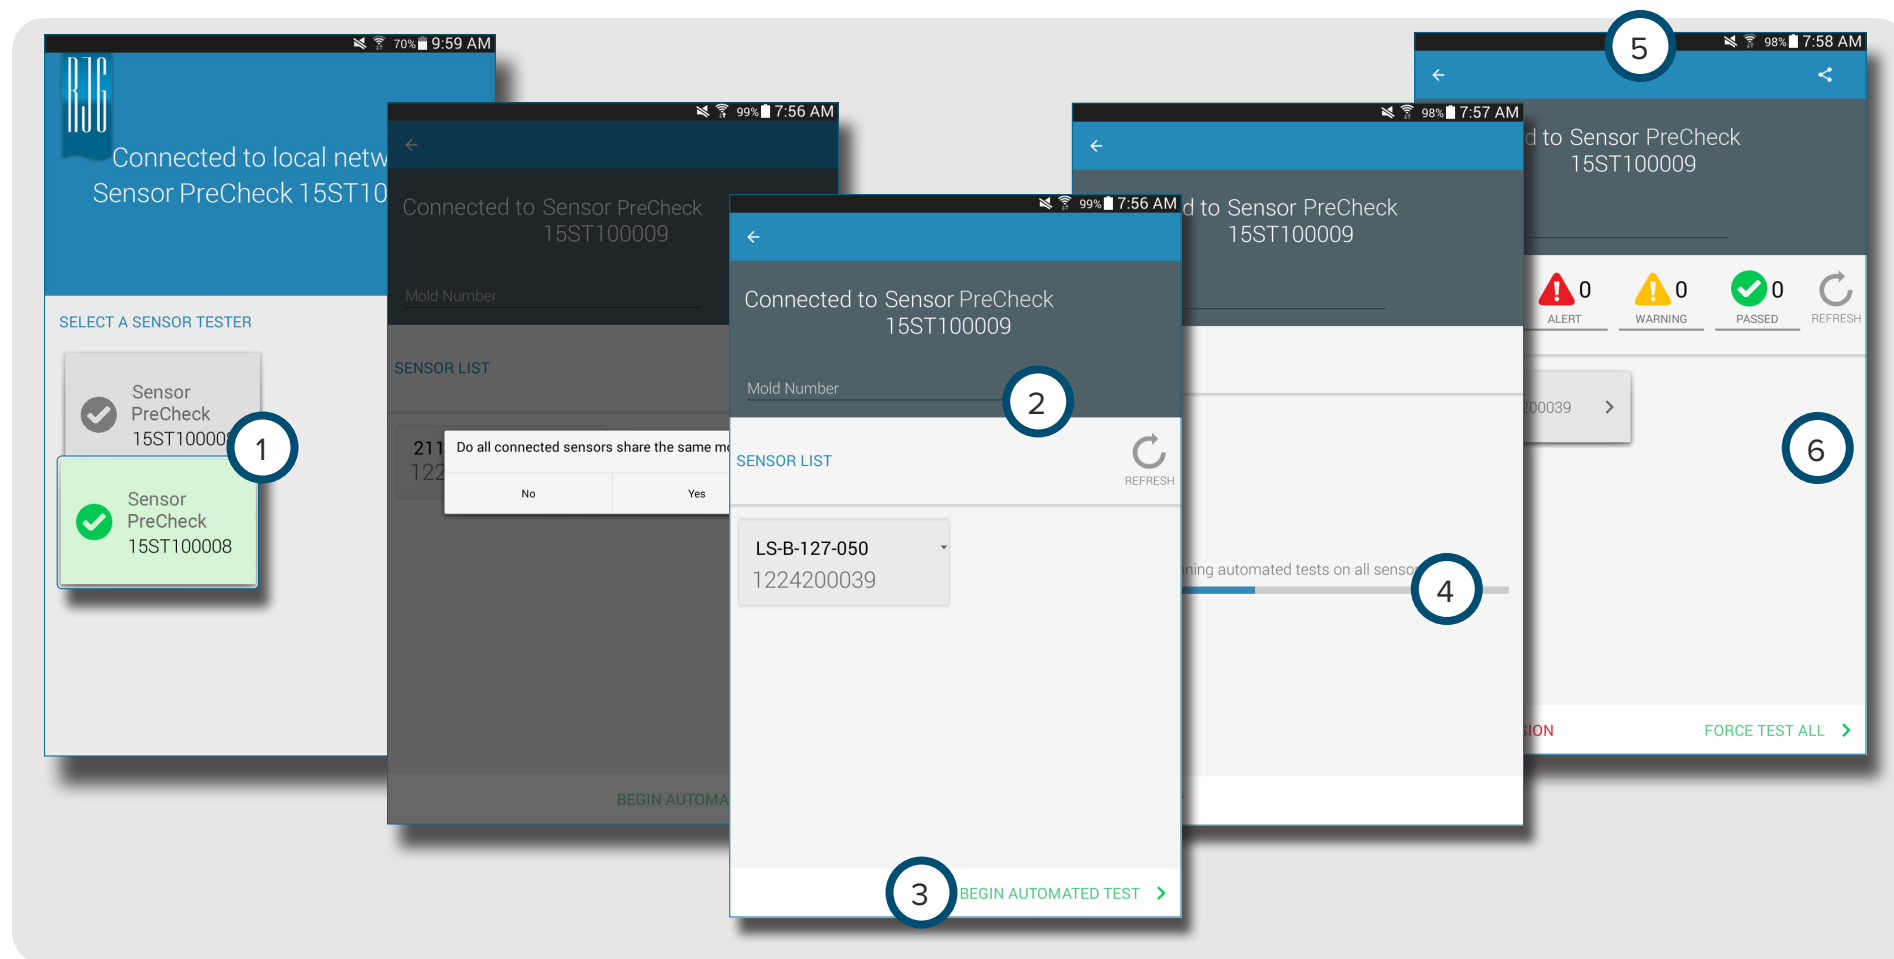 70% 9:59 AM
RJG
Connected to local netw
Sensor PreCheck 15ST10
SELECT A SENSOR TESTER
Sensor
PreCheck
15ST10000
1
Sensor
PreCheck
15ST100008
99% 7:56 AM
Connected to Sensor PreCheck
15ST100009
Mold Number
SENSOR LIST
211
122
Do all connected sensors share the same m
No Yes
BEGIN AUTOMA
99% 7:56 AM
Connected to Sensor PreCheck
15ST100009
Mold Number
2
SENSOR LIST
REFRESH
LS-B-127-050
1224200039
3
BEGIN AUTOMATED TEST
98% 7:57 AM
d to Sensor PreCheck
15ST100009
ning automated tests on all senso
4
5
98% 7:58 AM
d to Sensor PreCheck
15ST100009
0 0 0
ALERT WARNING PASSED REFRESH
200039
6
SION FORCE TEST ALL